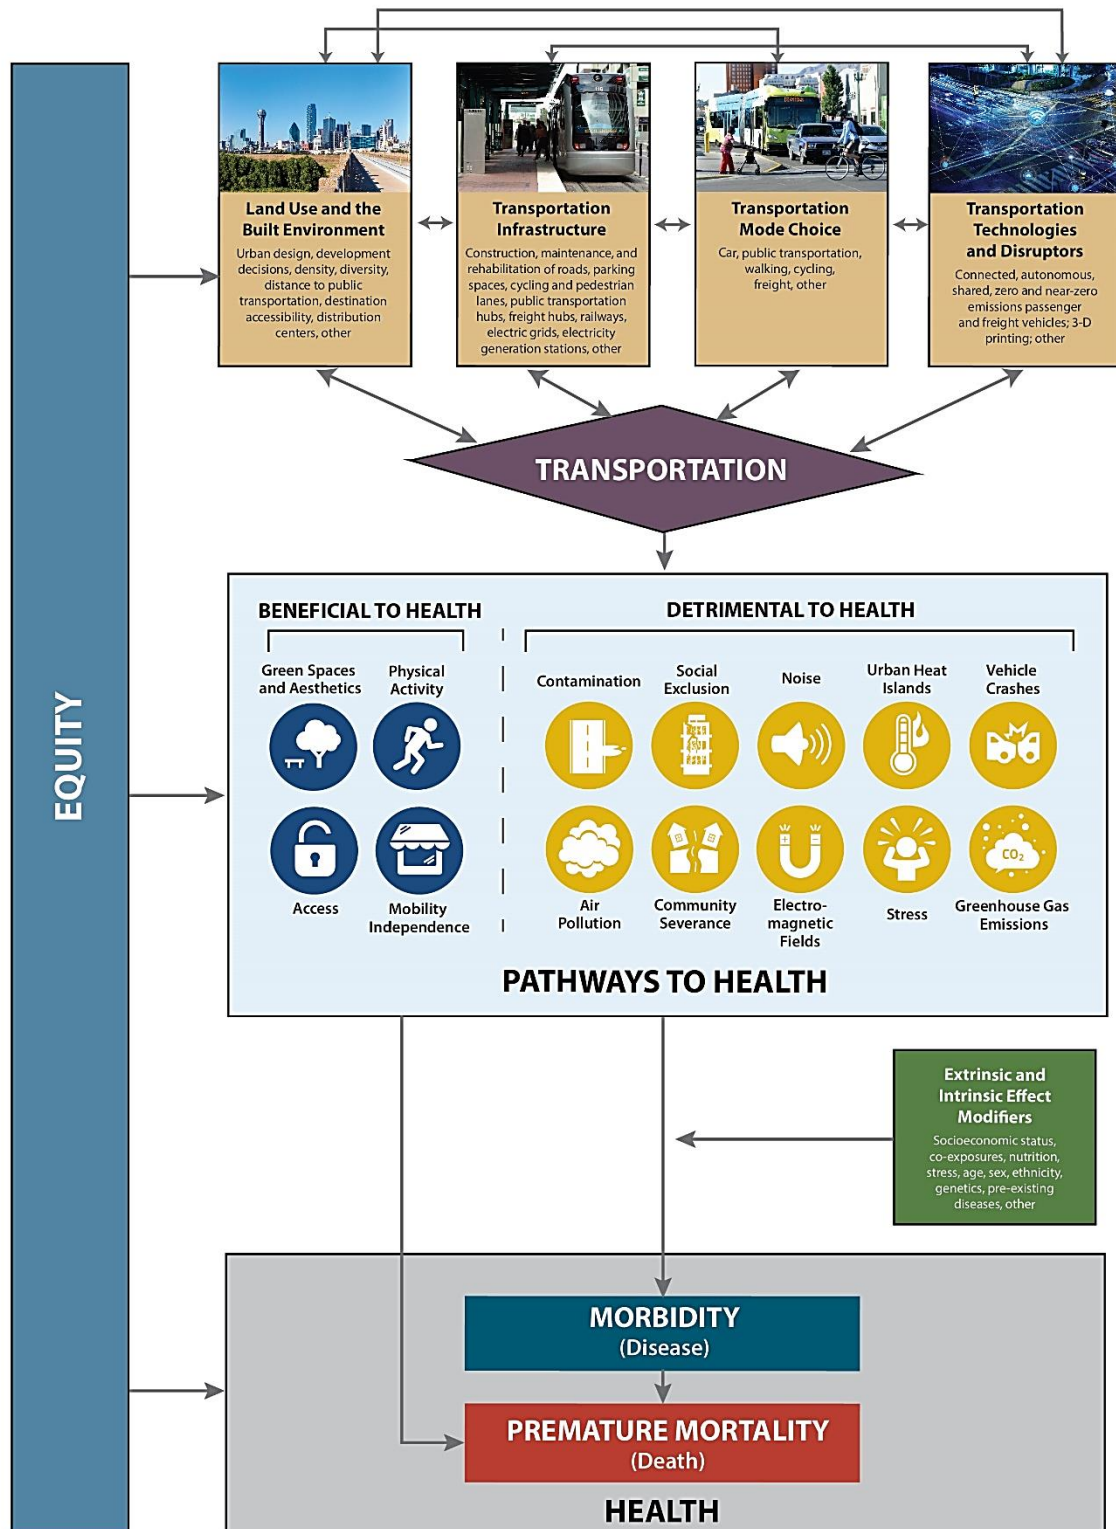 EQUITY
Land Use and the
Built Environment
Urban design, development
decisions, density, diversity,
distance to public
transportation, destination
accessibility, distribution
centers, other
Transportation
Infrastructure
Construction, maintenance, and
rehabilitation of roads, parking
spaces, cycling and pedestrian
lanes, public transportation
hubs, freight hubs, railways,
electric grids, electricity
generation stations, other
Transportation
Mode Choice
Car, public transportation,
walking, cycling,
freight, other
Transportation
Technologies
and Disruptors
Connected, autonomous,
shared, zero and near-zero
emissions passenger
and freight vehicles; 3-D
printing; other
TRANSPORTATION
BENEFICIAL TO HEALTH
Green Spaces
and Aesthetics
Physical
Activity
Access
Mobility
Independence
DETRIMENTAL TO HEALTH
Contamination
Social
Exclusion
Noise
Urban Heat
Islands
Vehicle
Crashes
CO₂
Air
Pollution
Community
Severance
Electro-
magnetic
Fields
Stress
Greenhouse Gas
Emissions
PATHWAYS TO HEALTH
Extrinsic and
Intrinsic Effect
Modifiers
Socioeconomic status,
co-exposures, nutrition,
stress, age, sex, ethnicity,
genetics, pre-existing
diseases, other
MORBIDITY
(Disease)
PREMATURE MORTALITY
(Death)
HEALTH